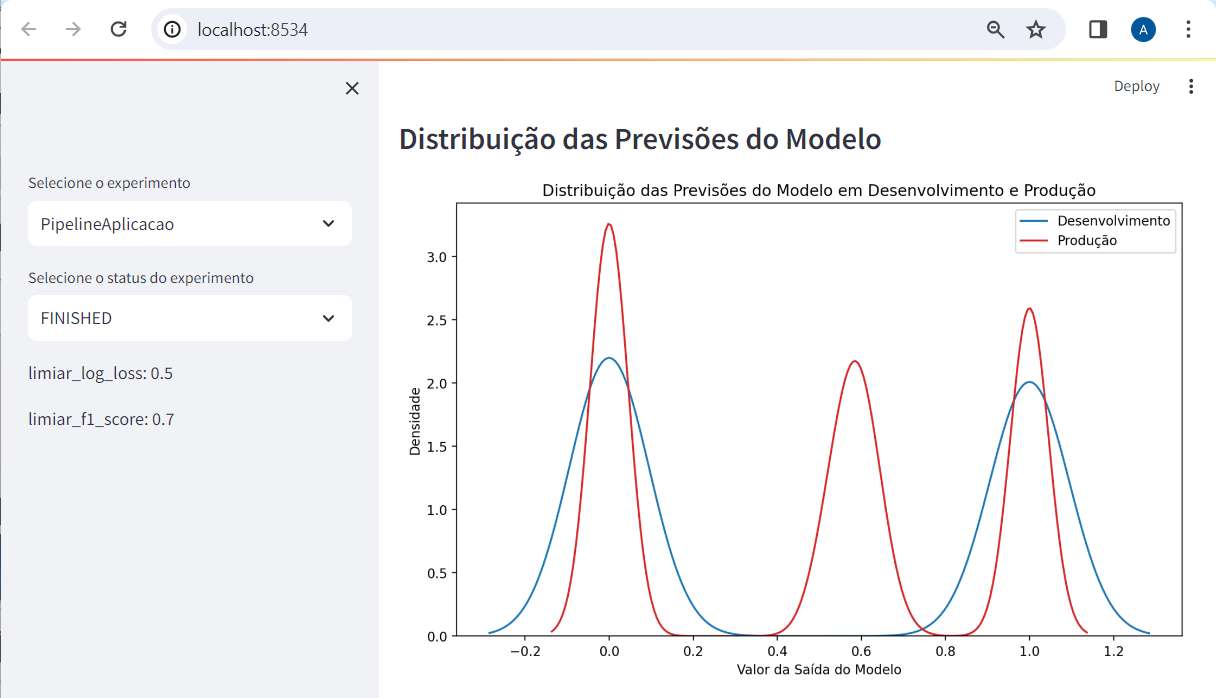 localhost:8534
A
Deploy
Distribuição das Previsões do Modelo
Selecione o experimento
PipelineAplicacao
Selecione o status do experimento
FINISHED
limiar_log_loss: 0.5
limiar_f1_score: 0.7
Distribuição das Previsões do Modelo em Desenvolvimento e Produção
Desenvolvimento
Produção
Densidade
3.0
2.5
2.0
1.5
1.0
0.5
0.0
−0.2 0.0 0.2 0.4 0.6 0.8 1.0 1.2
Valor da Saída do Modelo